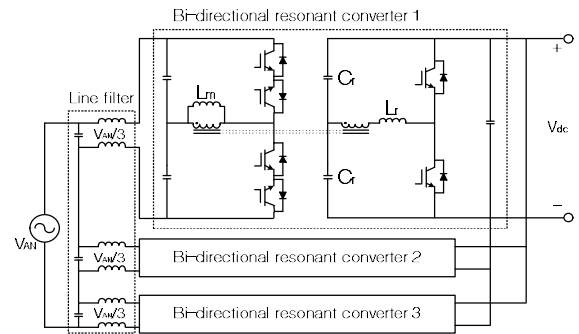 Bi-directional resonant converter 1
Line filter
Lm
Cr
Lr
Cr
VAN/3
VAN
Vdc
+
−
VAN/3
Bi-directional resonant converter 2
VAN/3
Bi-directional resonant converter 3